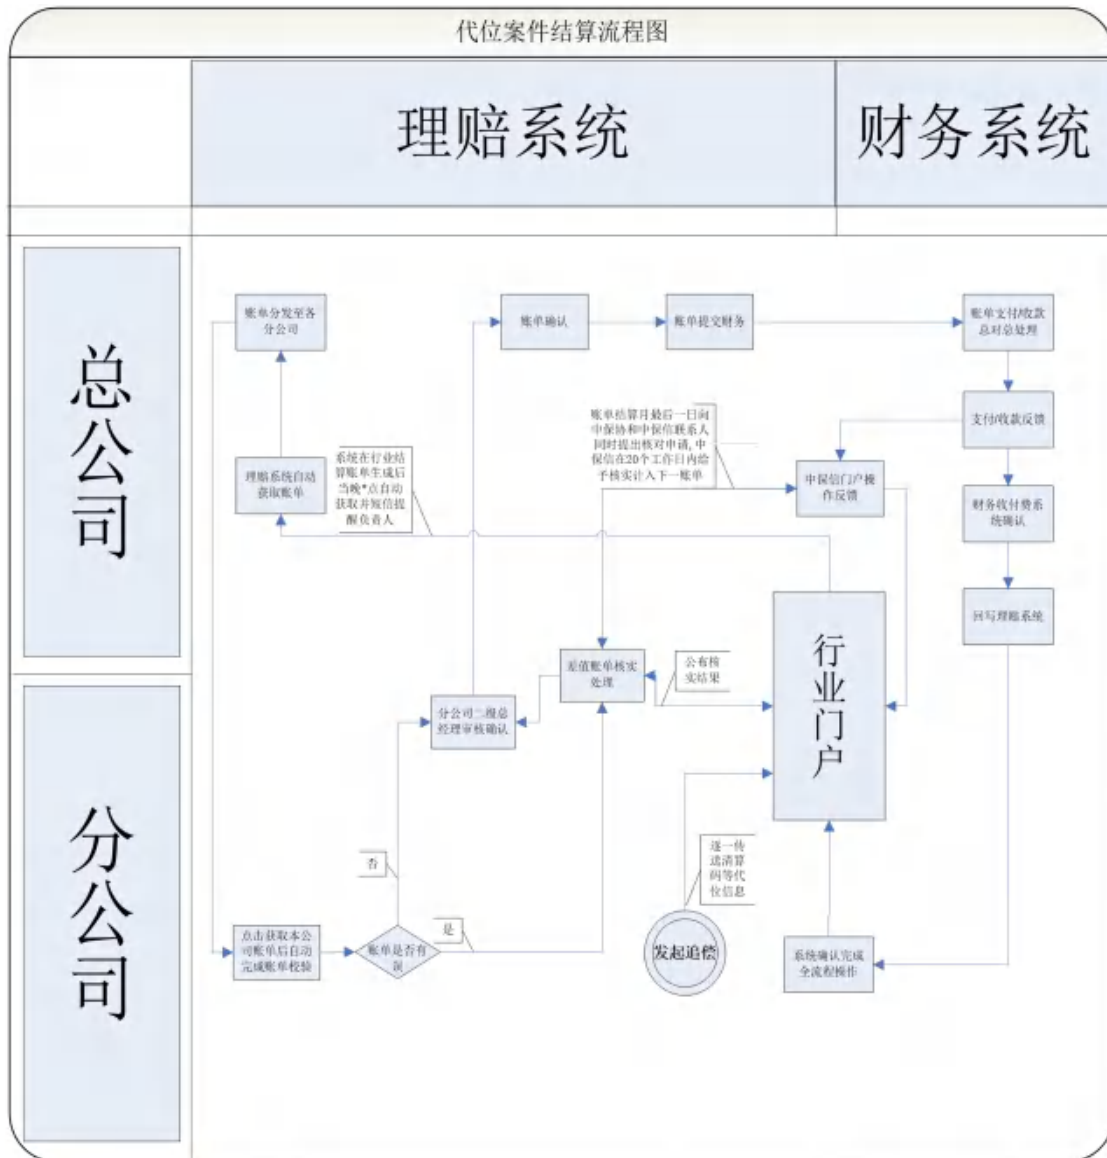 代位案件结算流程图
理赔系统
财务系统
总公司
账单分发至各
分公司
账单确认
账单提交财务
账单支付/收款
总对总处理
账单结算月最后一日向
中保协和中保信联系人
同时提出核对申请,中
保信在20个工作日内给
予核实计入下一账单
支付/收款反馈
系统在行业结
算账单生成后
当晚*点自动
获取并短信提
醒负责人
理赔系统自动
获取账单
中保信门户操
作反馈
财务收付费系
统确认
回写理赔系统
行业门户
差值账单核实
处理
公布核
实结果
分公司二级总
经理审核确认
分公司
否
是
逐一传
送清算
码等代
位信息
点击获取本公
司账单后自动
完成账单校验
账单是否有
误
发起追偿
系统确认完成
全流程操作